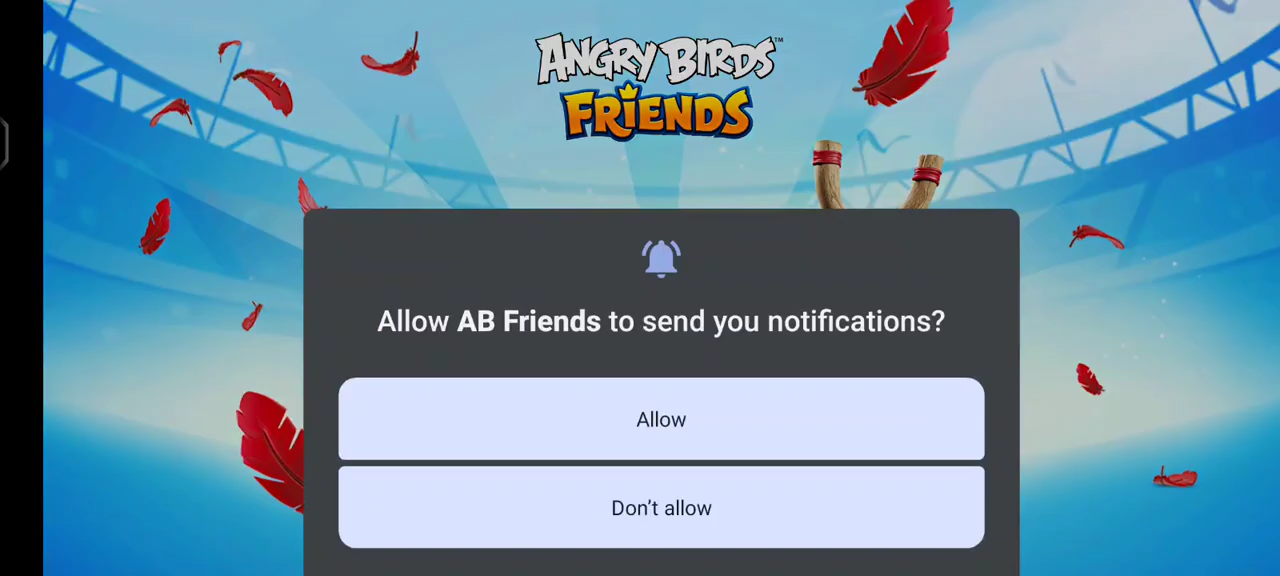 ANGRY BIRDS™
FRIENDS
Allow AB Friends to send you notifications?
Allow
Don’t allow